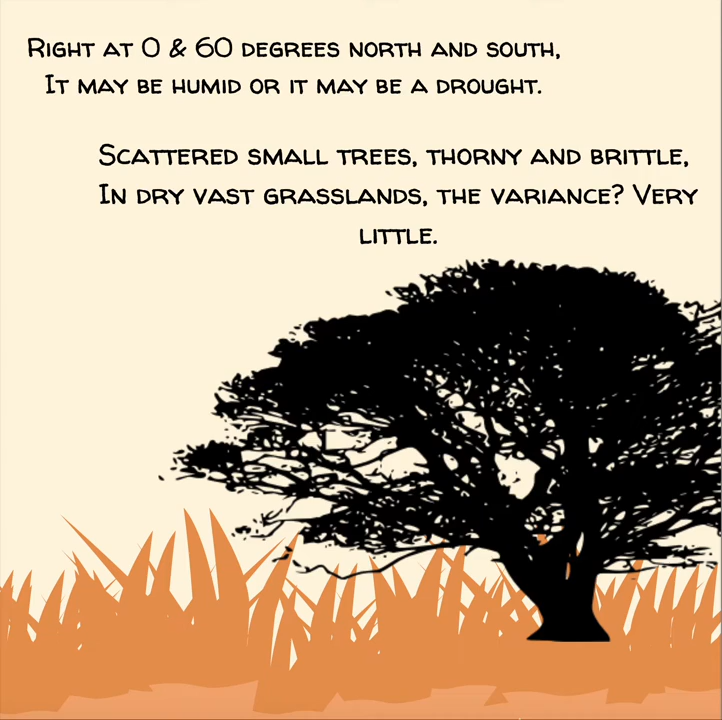 Right at 0 & 60 degrees north and south,
It may be humid or it may be a drought.
Scattered small trees, thorny and brittle,
In dry vast grasslands, the variance? Very
little.